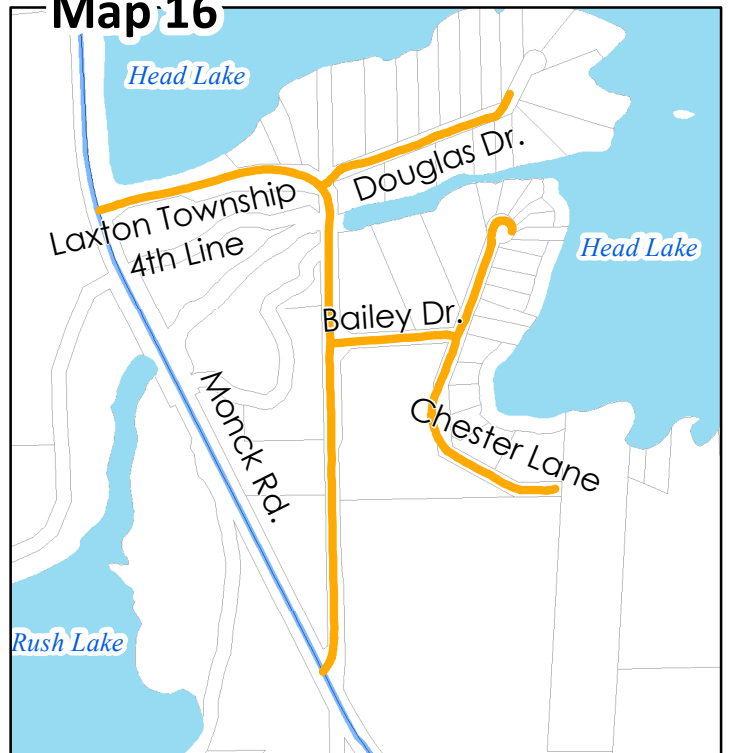 Map 16
Head Lake
Douglas Dr.
Laxton Township
4th Line
Head Lake
Bailey Dr.
Monck Rd.
Chester Lane
Rush Lake